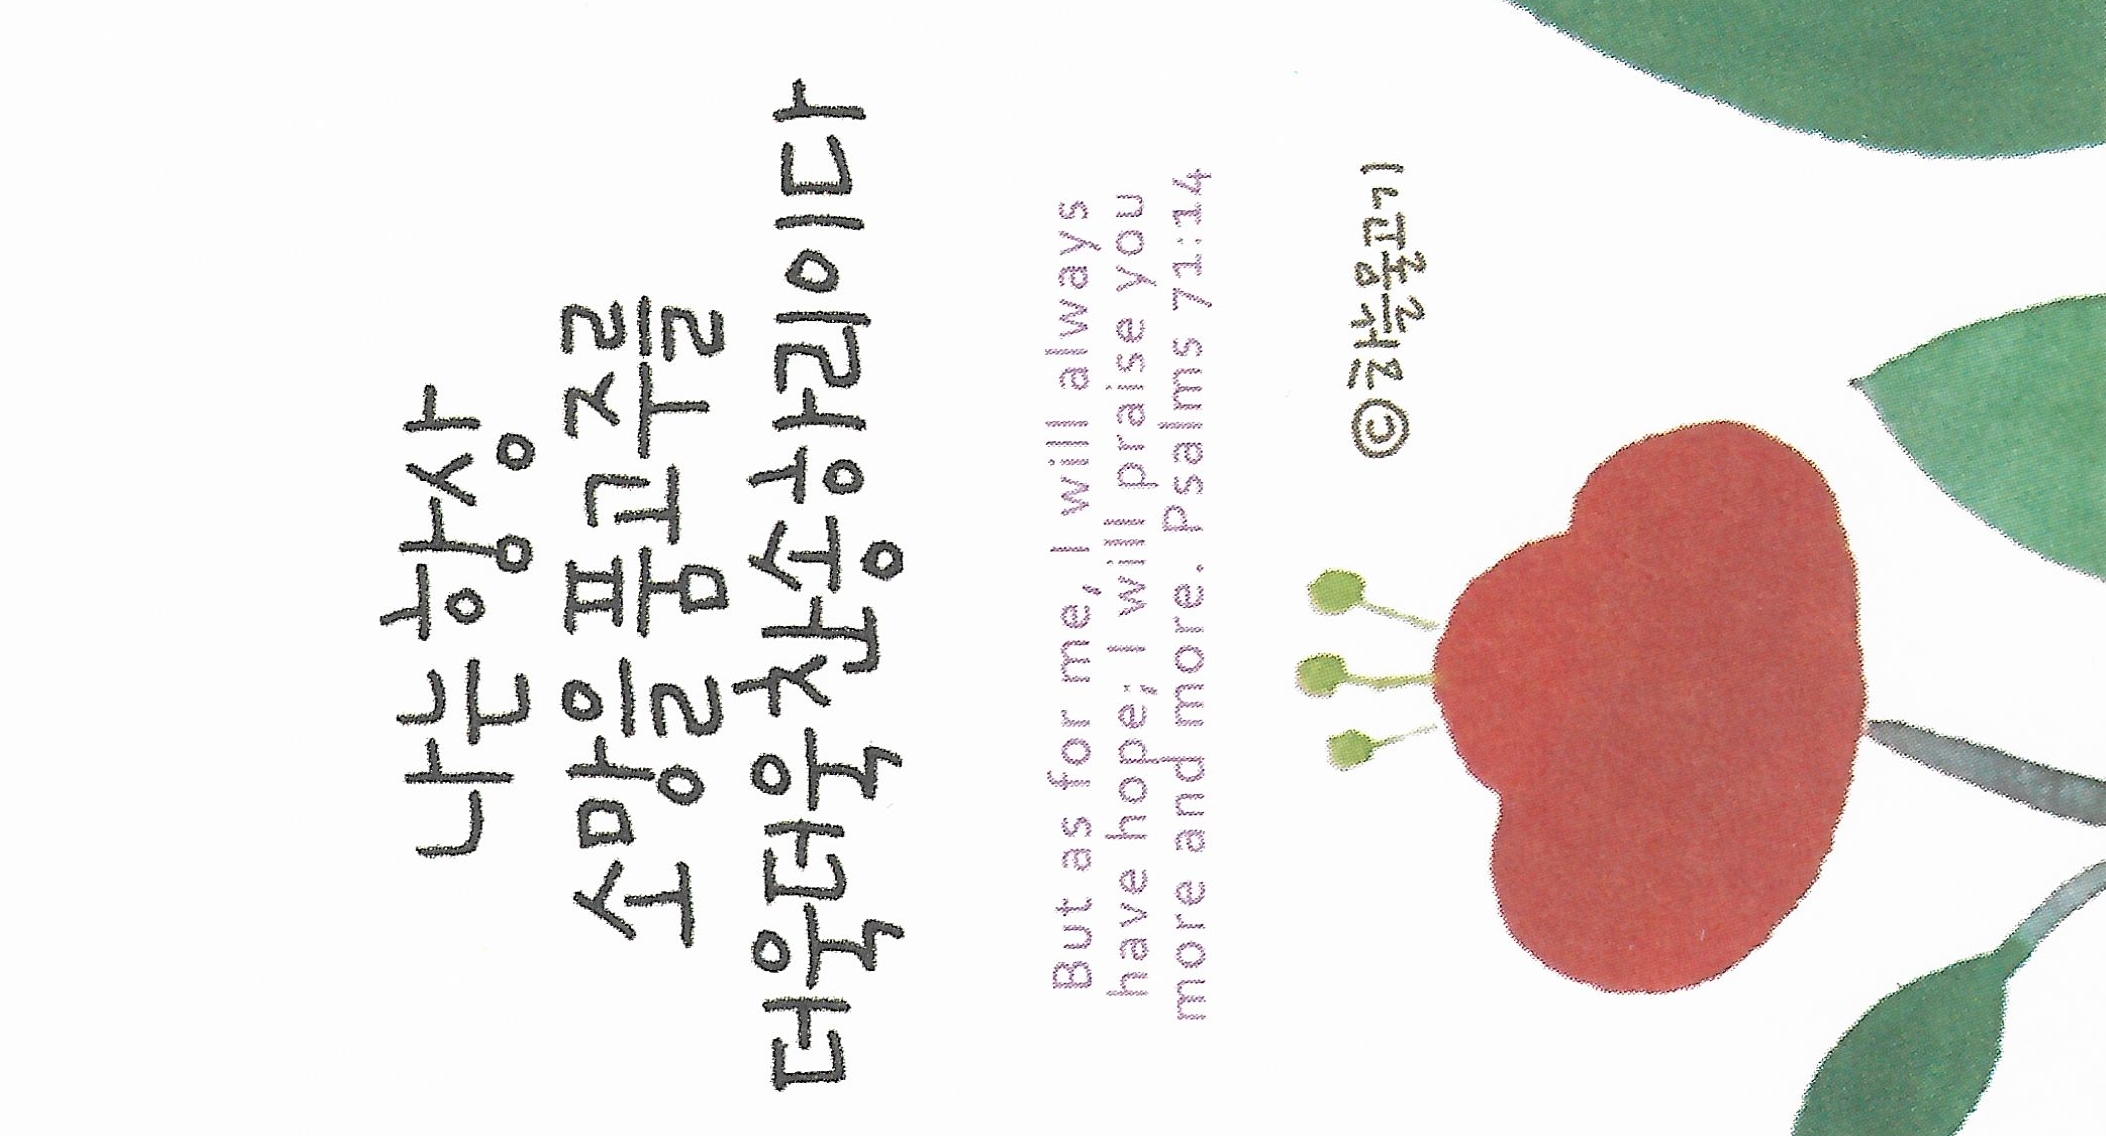 나는 항상
소망을 품고 주를
더욱더욱 찬송하리이다
But as for me, I will always
have hope; I will praise you
more and more. Psalms 71:14
©하늘물고기